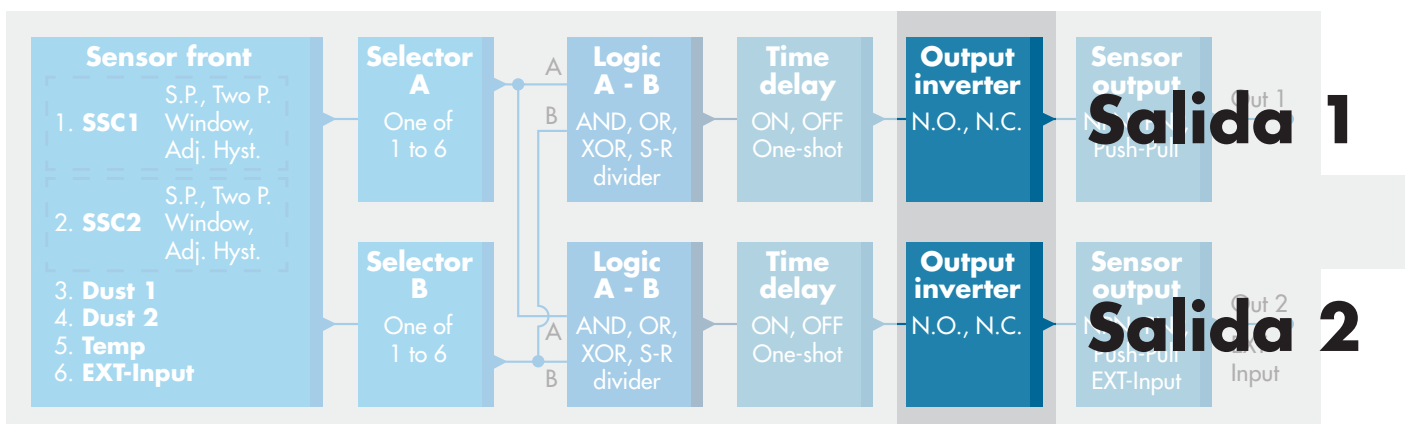 Sensor front
1. SSC1
S.P., Two P.
Window,
Adj. Hyst.
2. SSC2
S.P., Two P.
Window,
Adj. Hyst.
3. Dust 1
4. Dust 2
5. Temp
6. EXT-Input
Selector
A
One of
1 to 6
A
B
Logic
A - B
AND, OR,
XOR, S-R
divider
Time
delay
ON, OFF
One-shot
Output
inverter
N.O., N.C.
Sensor
output
Push-Pull
Out 1
Salida 1
Selector
B
One of
1 to 6
A
B
Logic
A - B
AND, OR,
XOR, S-R
divider
Time
delay
ON, OFF
One-shot
Output
inverter
N.O., N.C.
Sensor
output
Push-Pull
EXT-Input
Out 2
Input
Salida 2